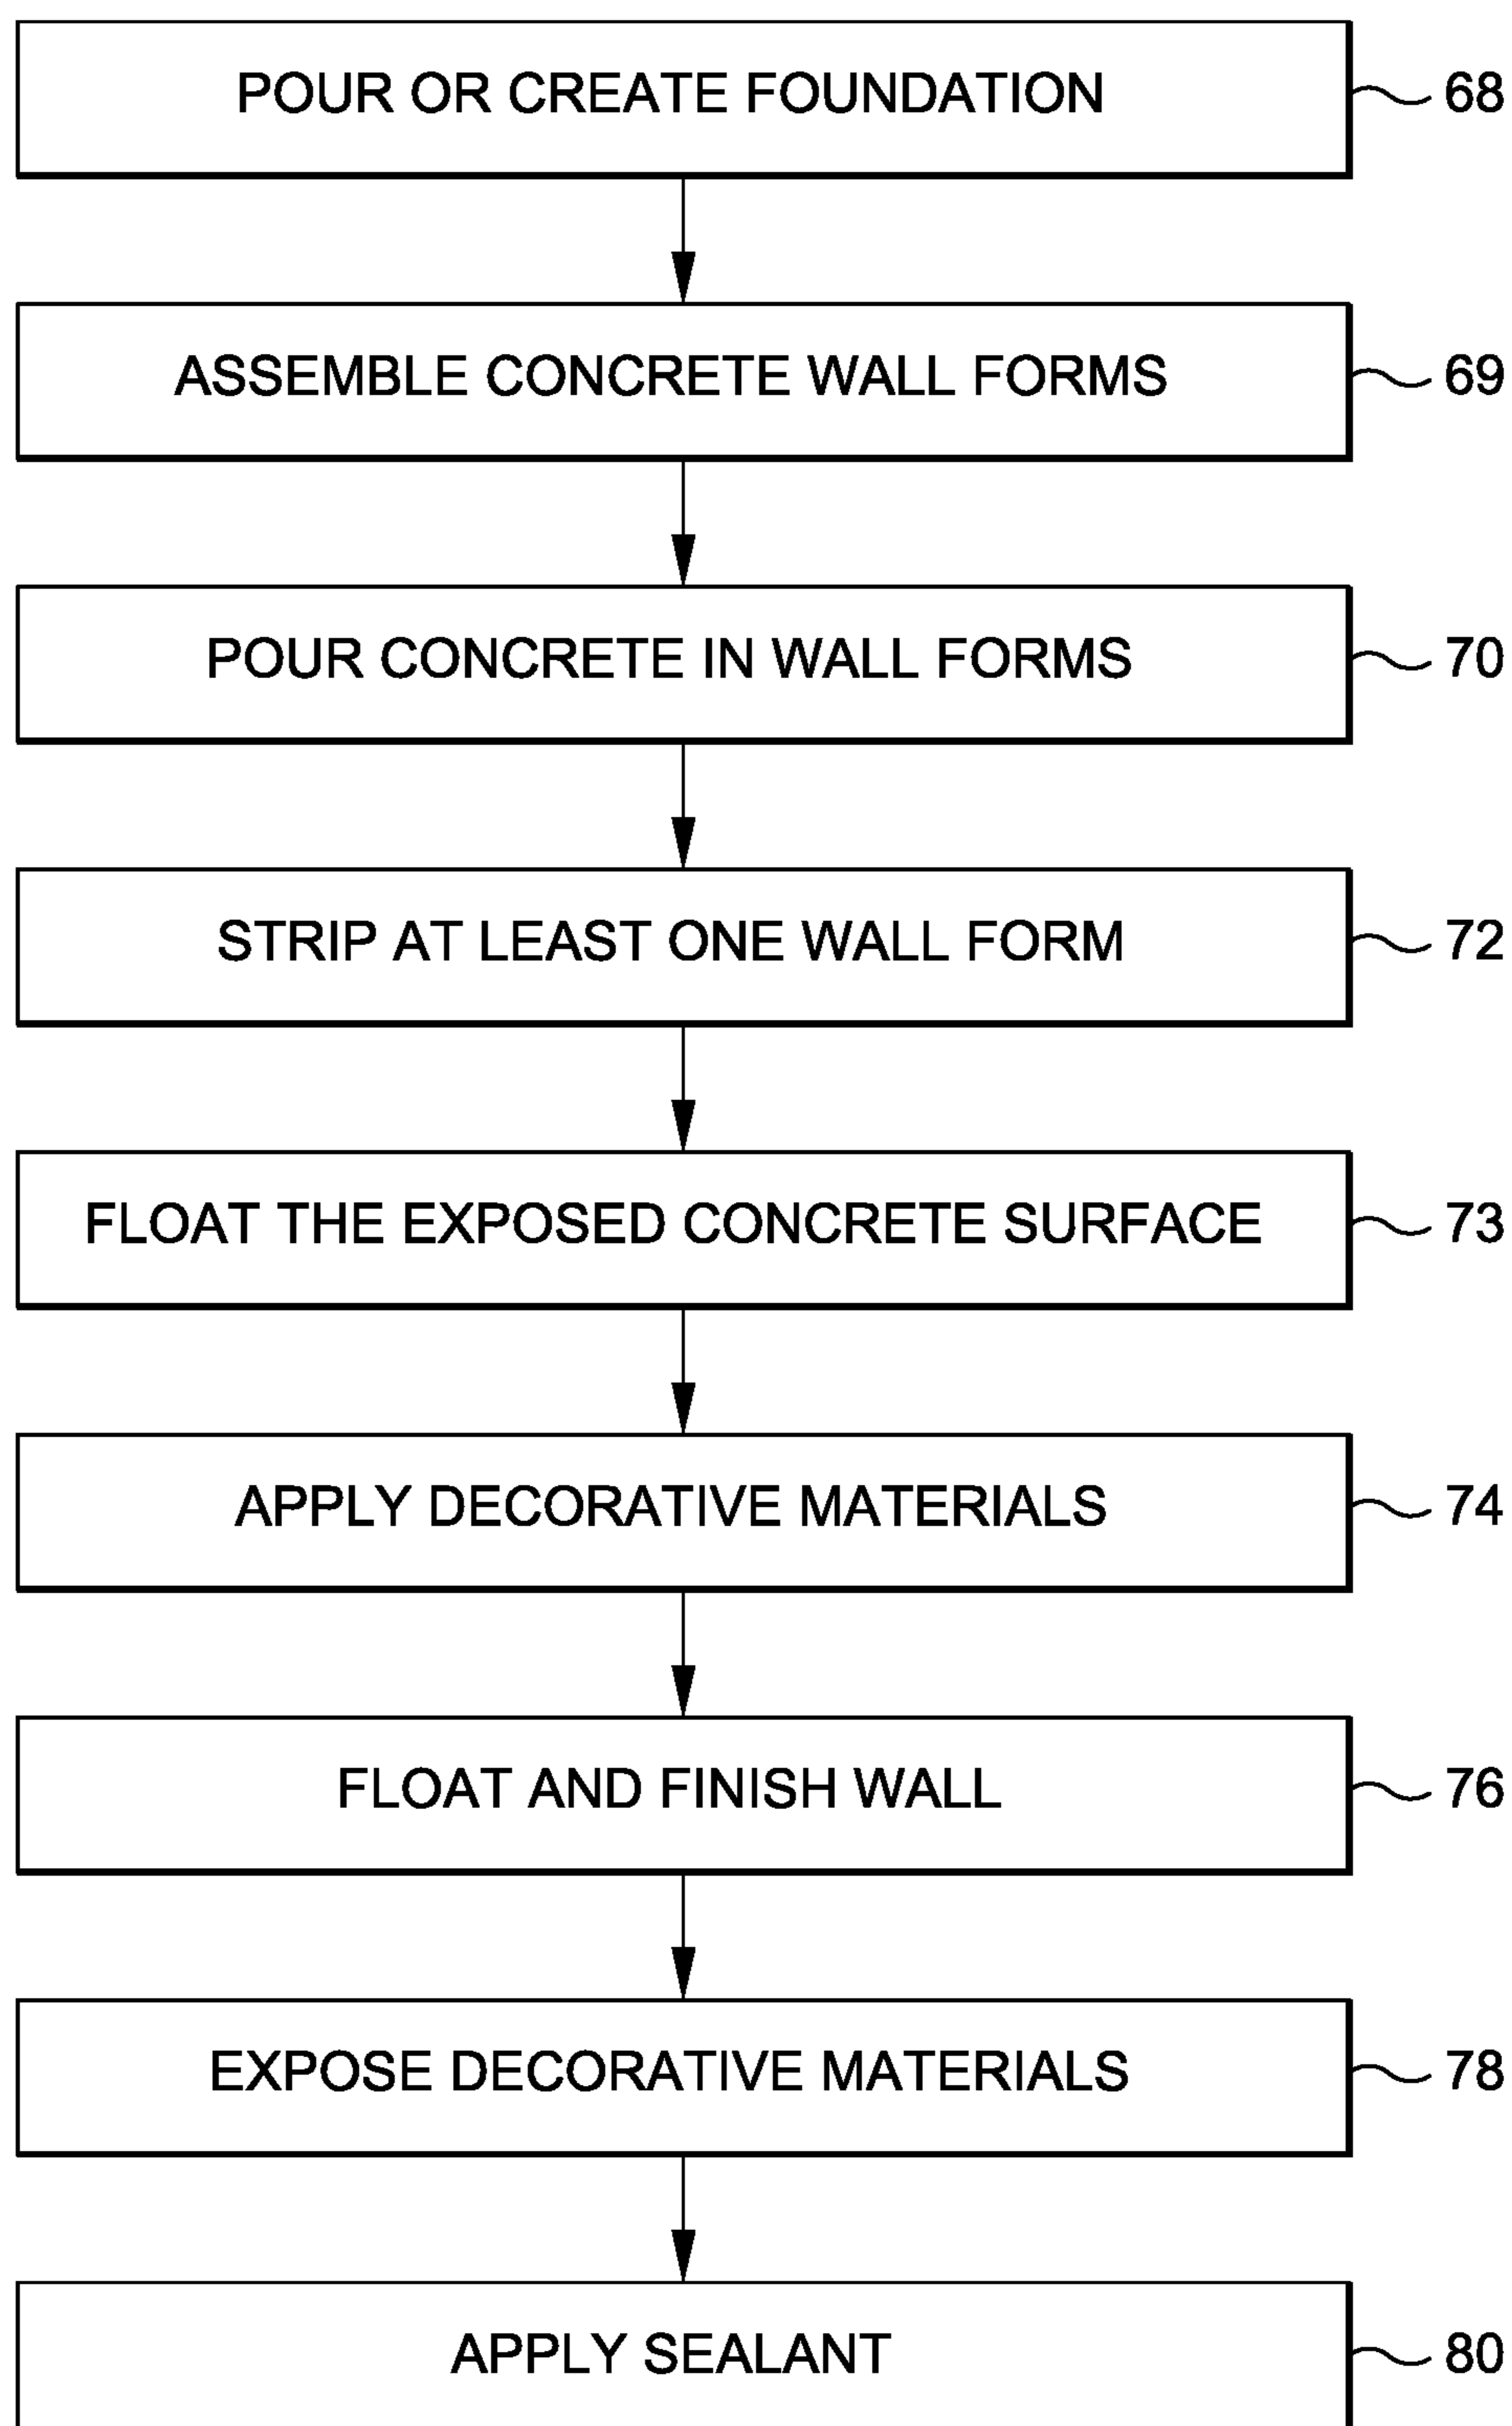 POUR OR CREATE FOUNDATION 68
ASSEMBLE CONCRETE WALL FORMS 69
POUR CONCRETE IN WALL FORMS 70
STRIP AT LEAST ONE WALL FORM 72
FLOAT THE EXPOSED CONCRETE SURFACE 73
APPLY DECORATIVE MATERIALS 74
FLOAT AND FINISH WALL 76
EXPOSE DECORATIVE MATERIALS 78
APPLY SEALANT 80